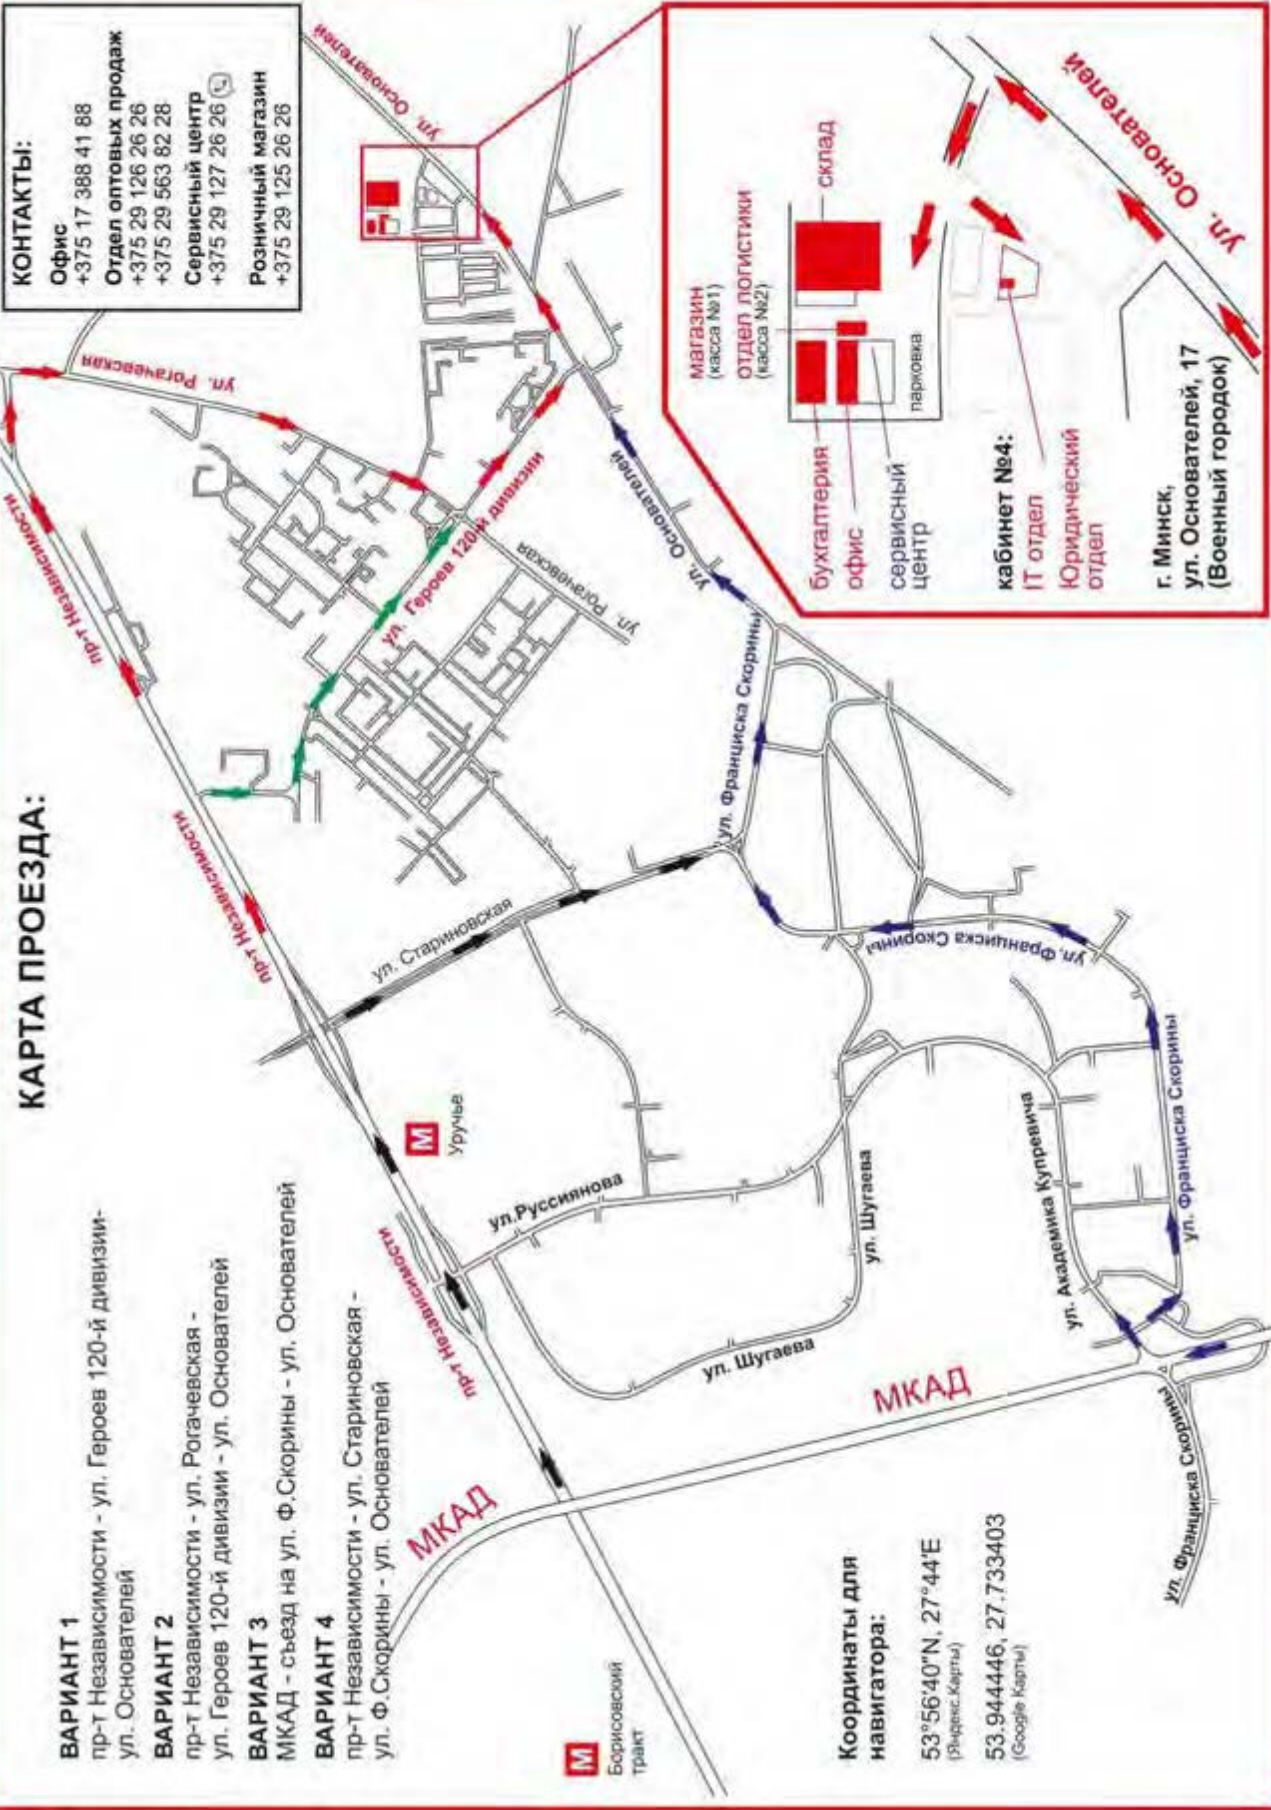 КАРТА ПРОЕЗДА:
ВАРИАНТ 1
пр-т Независимости - ул. Героев 120-й дивизии-
ул. Основателей
ВАРИАНТ 2
пр-т Независимости - ул. Рогачевская -
ул. Героев 120-й дивизии - ул. Основателей
ВАРИАНТ 3
МКАД - съезд на ул. Ф.Скорины - ул. Основателей
ВАРИАНТ 4
пр-т Независимости - ул. Стариновская -
ул. Ф.Скорины - ул. Основателей
КОНТАКТЫ:
Офис
+375 17 388 41 88
Отдел оптовых продаж
+375 29 126 26 26
+375 29 563 82 28
Сервисный центр
+375 29 127 26 26
Розничный магазин
+375 29 125 26 26
пр-т Независимости
пр-т Независимости
пр-т Независимости
пр-т Независимости
ул. Рогачевская
ул. Основателей
ул. Героев 120-й дивизии
ул. Рогачевская
ул. Основателей
ул. Стариновская
ул. Франциска Скорины
ул. Франциска Скорины
М
Уручье
ул.Руссиянова
ул. Шугаева
ул. Шугаева
ул. Академика Купревича
ул. Франциска Скорины
ул. Франциска Скорины
МКАД
МКАД
М
Борисовский
тракт
Координаты для
навигатора:
53°56'40"N, 27°44'E
(Яндекс.Карты)
53.944446, 27.733403
(Google Карты)
магазин
(касса №1)
отдел логистики
(касса №2)
склад
бухгалтерия
офис
сервисный
центр
парковка
кабинет №4:
IT отдел
Юридический
отдел
ул. Основателей
г. Минск,
ул. Основателей, 17
(Военный городок)